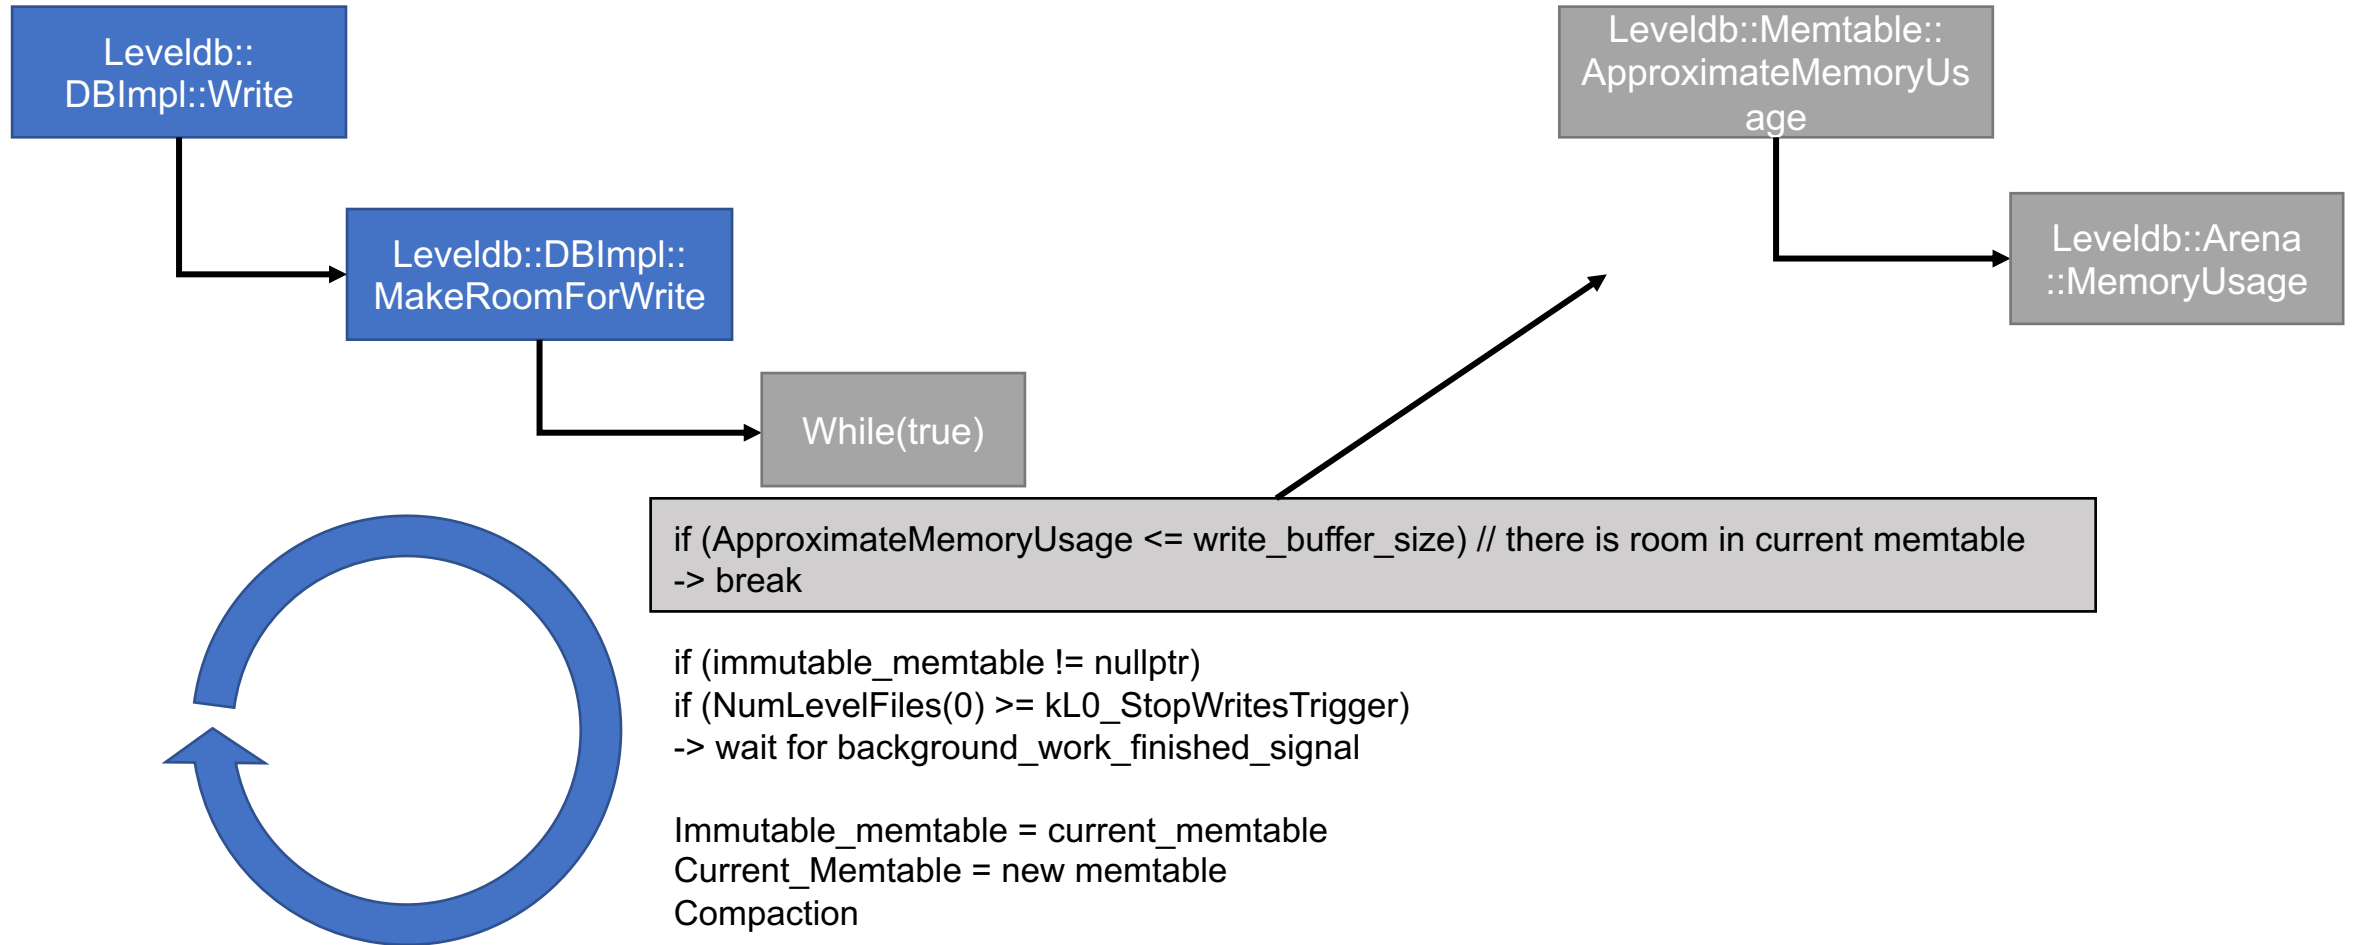 Leveldb::
DBImpl::Write
Leveldb::Memtable::
ApproximateMemoryUs
age
Leveldb::DBImpl::
MakeRoomForWrite
Leveldb::Arena
::MemoryUsage
While(true)
if (ApproximateMemoryUsage <= write_buffer_size) // there is room in current memtable
-> break
if (immutable_memtable != nullptr)
if (NumLevelFiles(0) >= kL0_StopWritesTrigger)
-> wait for background_work_finished_signal
Immutable_memtable = current_memtable
Current_Memtable = new memtable
Compaction